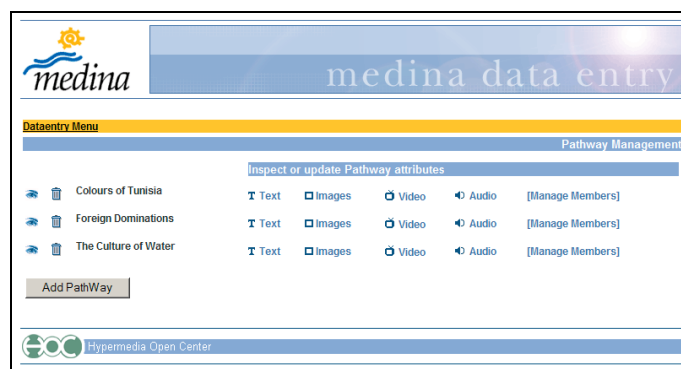 medina
medina data entry
Dataentry Menu
Pathway Management
Inspect or update Pathway attributes
Colours of Tunisia T Text Images Video Audio [Manage Members]
Foreign Dominations T Text Images Video Audio [Manage Members]
The Culture of Water T Text Images Video Audio [Manage Members]
Add PathWay
HOC Hypermedia Open Center